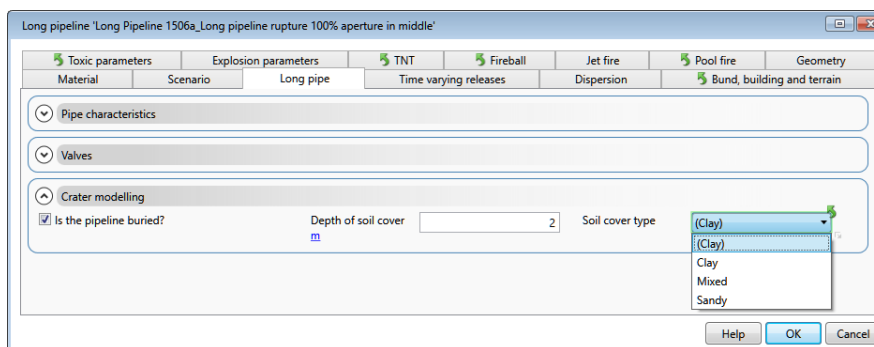 Long pipeline 'Long Pipeline 1506a_Long pipeline rupture 100% aperture in middle'
Toxic parameters Explosion parameters TNT Fireball Jet fire Pool fire Geometry
Material Scenario Long pipe Time varying releases Dispersion Bund, building and terrain
Pipe characteristics
Valves
Crater modelling
Is the pipeline buried? Depth of soil cover 2 Soil cover type (Clay)
m
(Clay)
Clay
Mixed
Sandy
Help OK Cancel